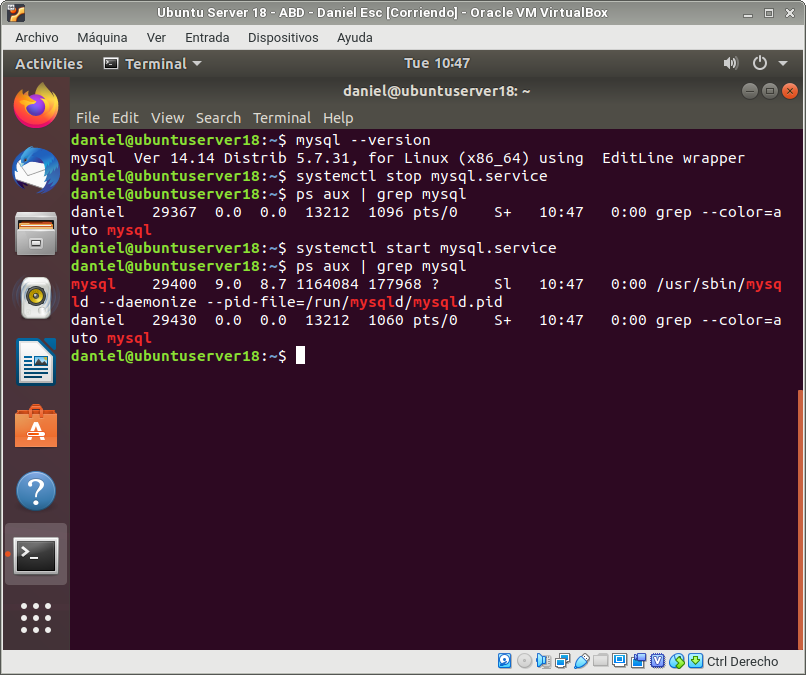 Ubuntu Server 18 - ABD - Daniel Esc [Corriendo] - Oracle VM VirtualBox
Archivo Máquina Ver Entrada Dispositivos Ayuda
Activities Terminal Tue 10:47
daniel@ubuntuserver18: ~
File Edit View Search Terminal Help
daniel@ubuntuserver18:~$ mysql --version
mysql  Ver 14.14 Distrib 5.7.31, for Linux (x86_64) using  EditLine wrapper
daniel@ubuntuserver18:~$ systemctl stop mysql.service
daniel@ubuntuserver18:~$ ps aux | grep mysql
daniel   29367  0.0  0.0  13212  1096 pts/0    S+   10:47   0:00 grep --color=a
uto mysql
daniel@ubuntuserver18:~$ systemctl start mysql.service
daniel@ubuntuserver18:~$ ps aux | grep mysql
mysql    29400  9.0  8.7 1164084 177968 ?      Sl   10:47   0:00 /usr/sbin/mysq
ld --daemonize --pid-file=/run/mysqld/mysqld.pid
daniel   29430  0.0  0.0  13212  1060 pts/0    S+   10:47   0:00 grep --color=a
uto mysql
daniel@ubuntuserver18:~$
Ctrl Derecho